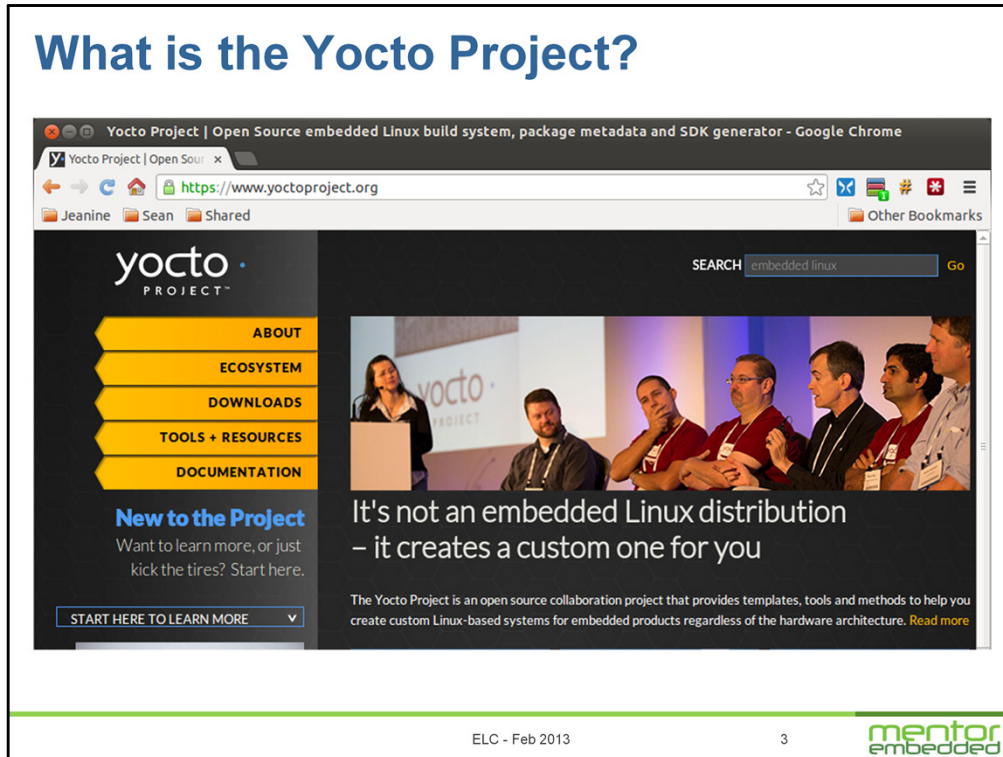 What is the Yocto Project?
Yocto Project | Open Source embedded Linux build system, package metadata and SDK generator - Google Chrome
Yocto Project | Open Sour
https://www.yoctoproject.org
Jeanine Sean Shared Other Bookmarks
yocto
PROJECT™
SEARCH embedded linux Go
ABOUT
ECOSYSTEM
DOWNLOADS
TOOLS + RESOURCES
DOCUMENTATION
yocto
PROJECT
New to the Project
Want to learn more, or just
kick the tires? Start here.
START HERE TO LEARN MORE
It's not an embedded Linux distribution
– it creates a custom one for you
The Yocto Project is an open source collaboration project that provides templates, tools and methods to help you
create custom Linux-based systems for embedded products regardless of the hardware architecture. Read more
ELC - Feb 2013
3
mentor
embedded